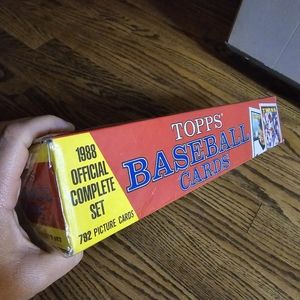 1988
OFFICIAL
COMPLETE
SET
792 PICTURE CARDS
TOPPS
BASEBALL
CARDS